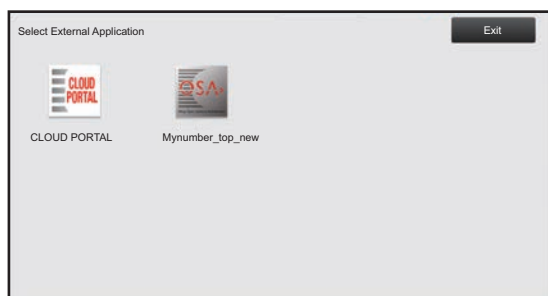 Select External Application
Exit
CLOUD
PORTAL
OSA
CLOUD PORTAL
Mynumber_top_new